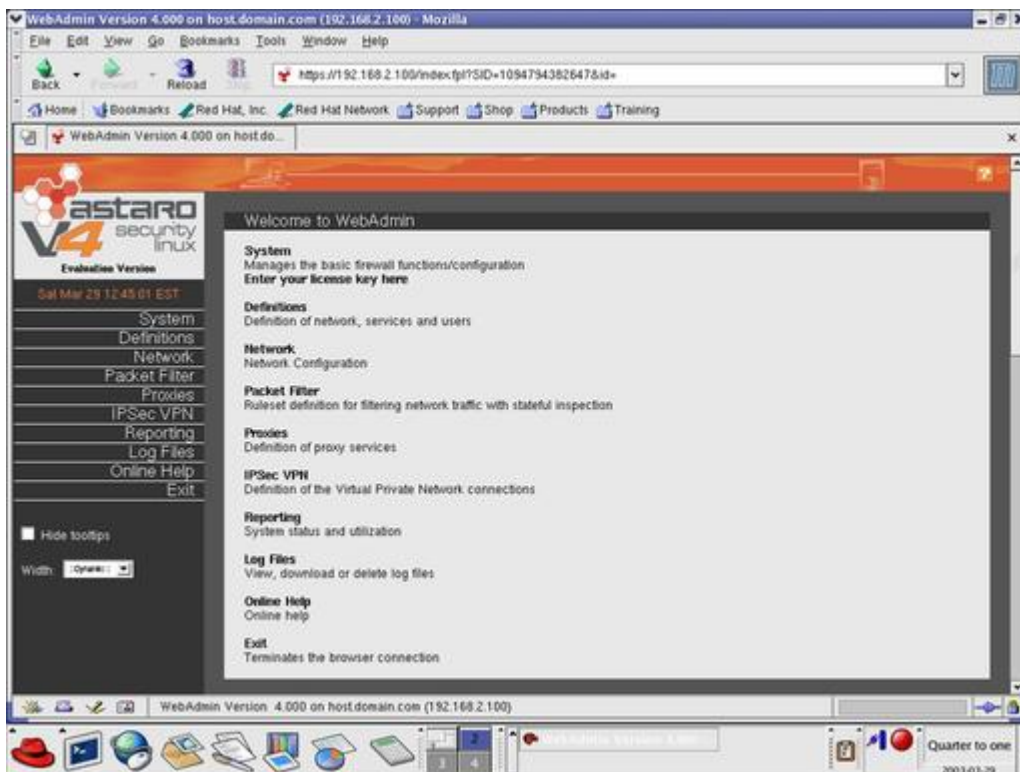 WebAdmin Version 4.000 on host.domain.com (192.168.2.100) - Mozilla
File Edit View Go Bookmarks Tools Window Help
Back Reload
https://192.168.2.100/index.fpl?SID=1094794382647&id=
Home Bookmarks Red Hat, Inc. Red Hat Network Support Shop Products Training
WebAdmin Version 4.000 on host.do...
astaro
V4 security
linux
Evaluation Version
Sat Mar 29 12:45:01 EST
System
Definitions
Network
Packet Filter
Proxies
IPSec VPN
Reporting
Log Files
Online Help
Exit
Hide tooltips
Width:
Welcome to WebAdmin
System
Manages the basic firewall functions/configuration
Enter your license key here
Definitions
Definition of network, services and users
Network
Network Configuration
Packet Filter
Ruleset definition for filtering network traffic with stateful inspection
Proxies
Definition of proxy services
IPSec VPN
Definition of the Virtual Private Network connections
Reporting
System status and utilization
Log Files
View, download or delete log files
Online Help
Online help
Exit
Terminates the browser connection
WebAdmin Version 4.000 on host.domain.com (192.168.2.100)
1 2
3 4
Quarter to one
2003-03-29